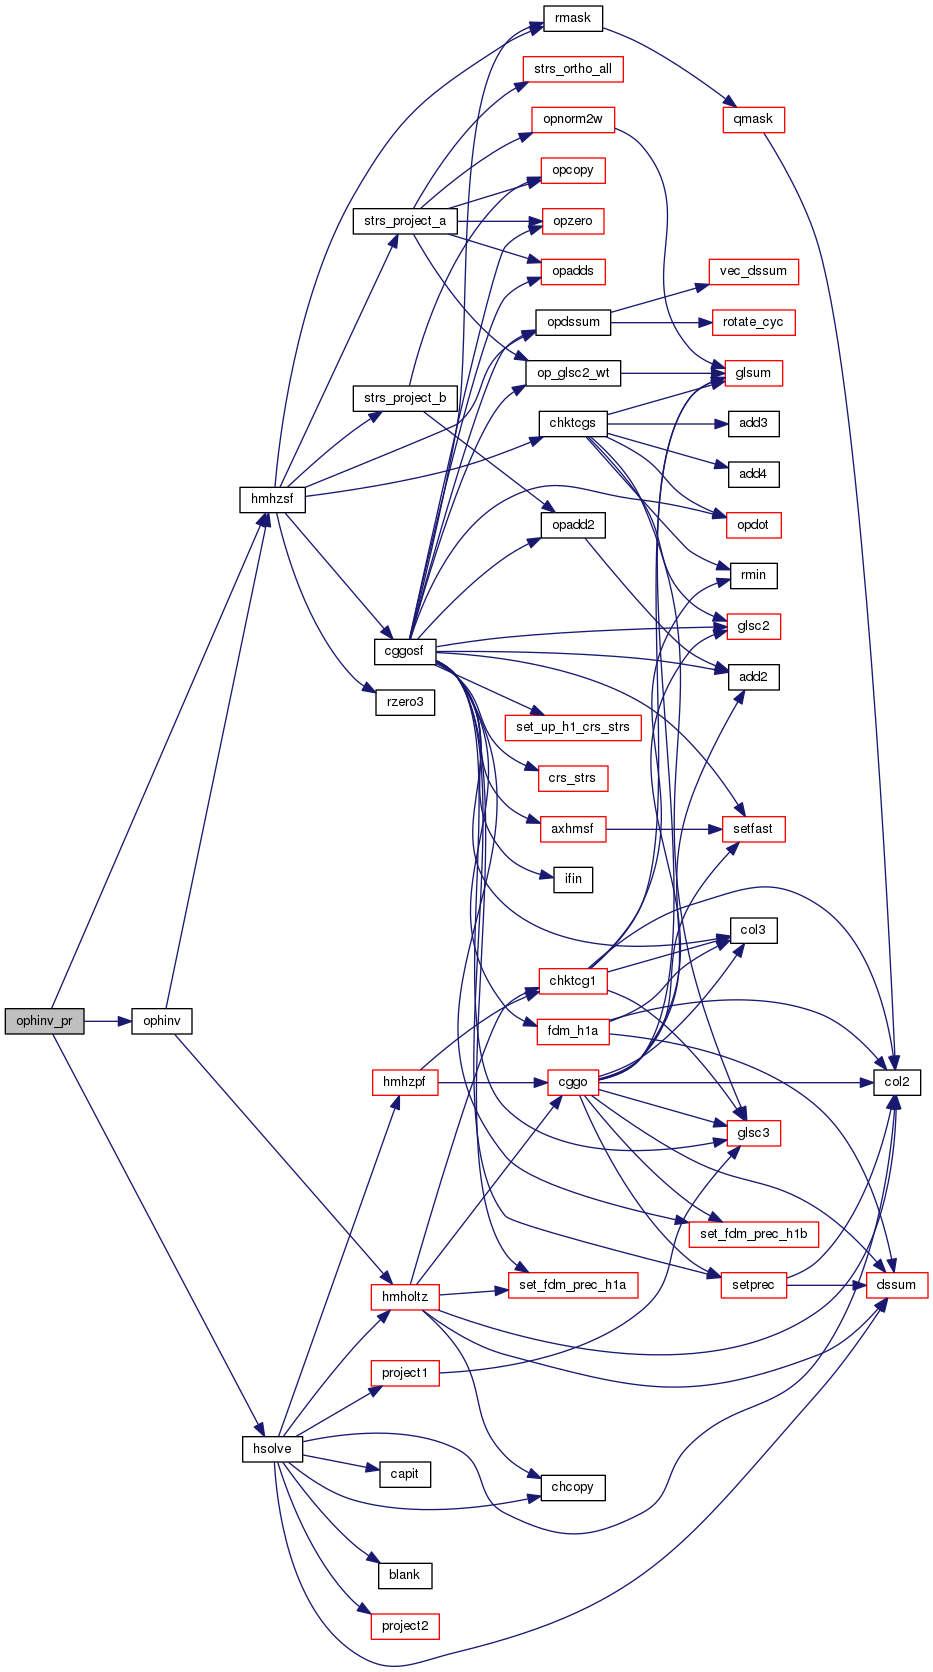 rmask
strs_ortho_all
opnorm2w
qmask
opcopy
strs_project_a
opzero
opadds
vec_dssum
opdssum
rotate_cyc
op_glsc2_wt
glsum
strs_project_b
chktcgs
add3
add4
hmhzsf
opadd2
opdot
rmin
glsc2
cggosf
add2
rzero3
set_up_h1_crs_strs
crs_strs
axhmsf
setfast
ifin
col3
chktcg1
ophinv_pr
ophinv
fdm_h1a
hmhzpf
cggo
col2
glsc3
set_fdm_prec_h1b
hmholtz
set_fdm_prec_h1a
setprec
dssum
project1
hsolve
capit
chcopy
blank
project2